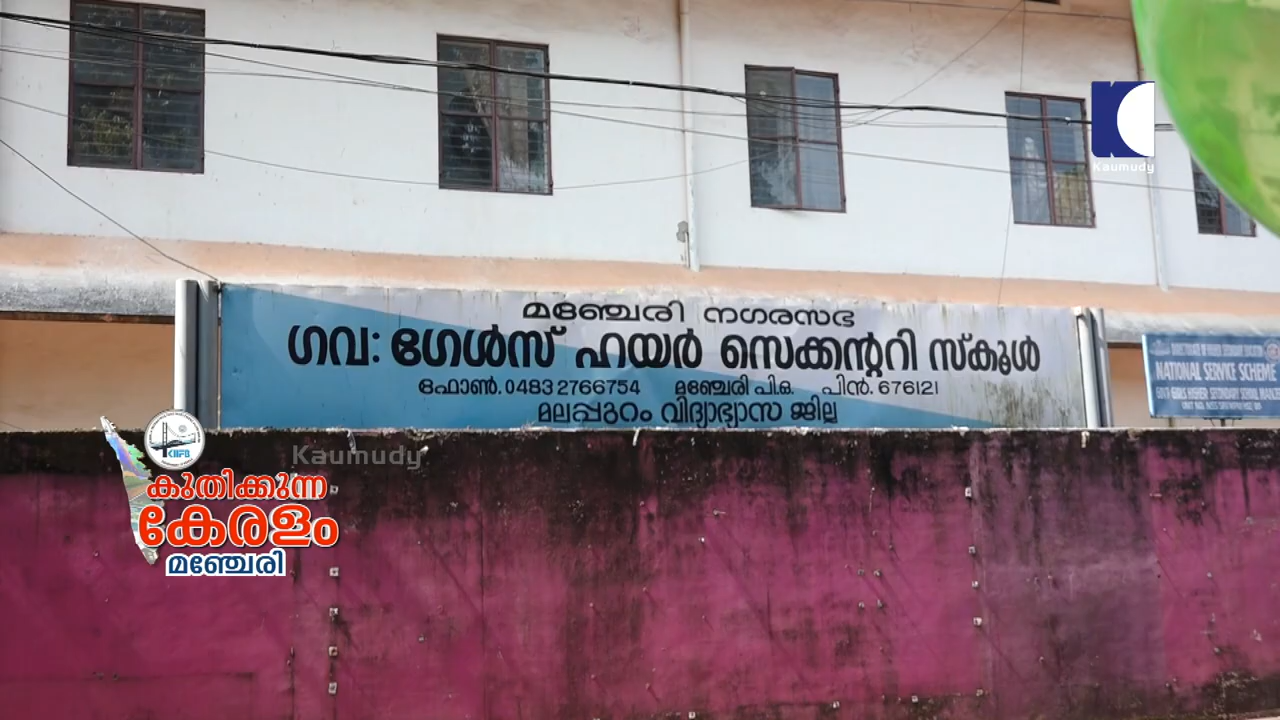 Kaumudy
മഞ്ചേരി നഗരസഭ
ഗവ: ഗേൾസ് ഹയർ സെക്കന്ററി സ്കൂൾ
ഫോൺ. 0483 2766754 മഞ്ചേരി പി.ഒ. പിൻ. 676121
മലപ്പുറം വിദ്യാഭ്യാസ ജില്ല
NATIONAL SERVICE SCHEME
Kaumudy
KIIFB
കുതിക്കുന്ന
കേരളം
മഞ്ചേരി